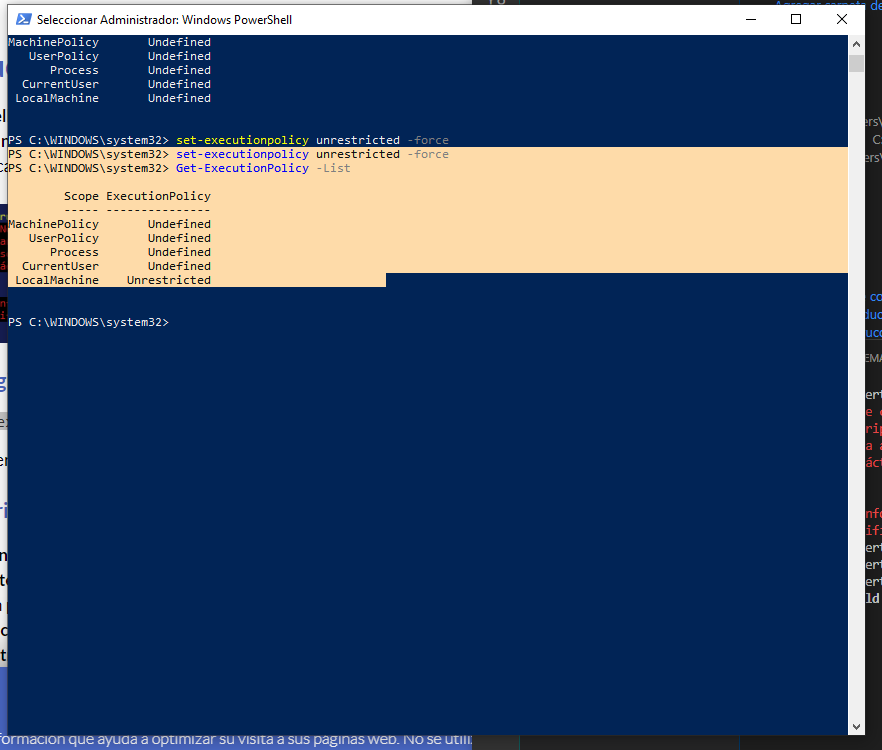 Seleccionar Administrador: Windows PowerShell
MachinePolicy Undefined
UserPolicy Undefined
Process Undefined
CurrentUser Undefined
LocalMachine Undefined
PS C:\WINDOWS\system32> set-executionpolicy unrestricted -force
PS C:\WINDOWS\system32> set-executionpolicy unrestricted -force
PS C:\WINDOWS\system32> Get-ExecutionPolicy -List
Scope ExecutionPolicy
----- ---------------
MachinePolicy Undefined
UserPolicy Undefined
Process Undefined
CurrentUser Undefined
LocalMachine Unrestricted
PS C:\WINDOWS\system32>
formación que ayuda a optimizar su visita a sus páginas web. No se utili